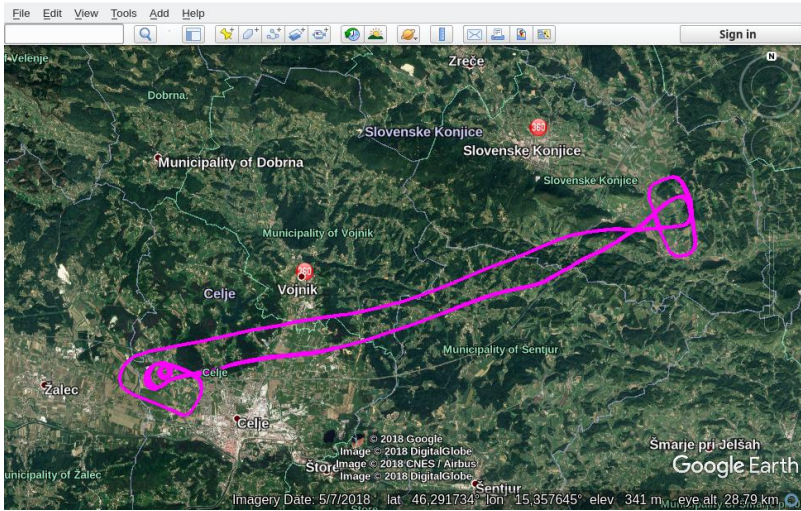 File Edit View Tools Add Help
Sign in
Velenje
Zreče
N
Dobrna
Slovenske Konjice
360
Slovenske Konjice
Municipality of Dobrna
Slovenske Konjice
Municipality of Vojnik
360
Vojnik
Celje
Municipality of Šentjur
Celje
Žalec
Celje
© 2018 Google
Image © 2018 DigitalGlobe
Image © 2018 CNES / Airbus
Image © 2018 DigitalGlobe
Šmarje pri Jelšah
Google Earth
Štore
unicipality of Žalec
Šentjur
Imagery Date: 5/7/2018 lat 46,291734° lon 15,357645° elev 341 m eye alt 28,79 km
Štore